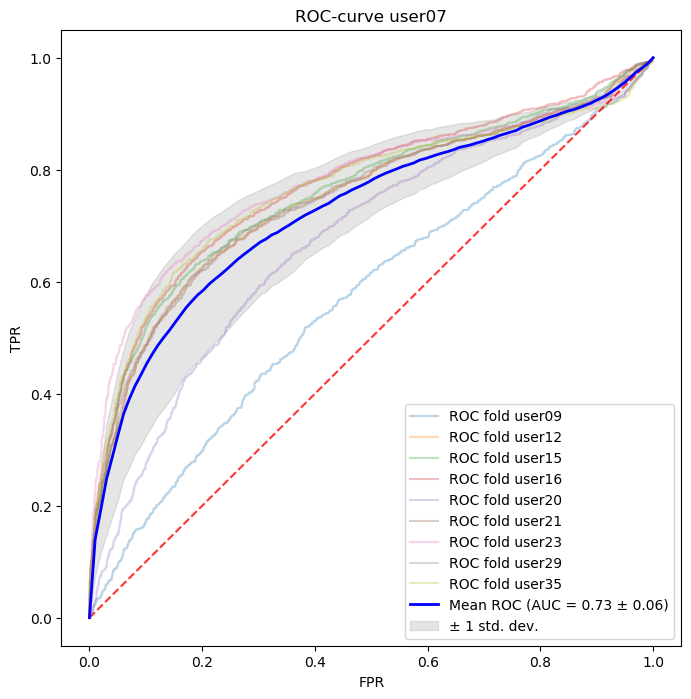 ROC-curve user07
1.0
0.8
0.6
0.4
0.2
0.0
TPR
ROC fold user09
ROC fold user12
ROC fold user15
ROC fold user16
ROC fold user20
ROC fold user21
ROC fold user23
ROC fold user29
ROC fold user35
Mean ROC (AUC = 0.73 ± 0.06)
± 1 std. dev.
0.0 0.2 0.4 0.6 0.8 1.0
FPR